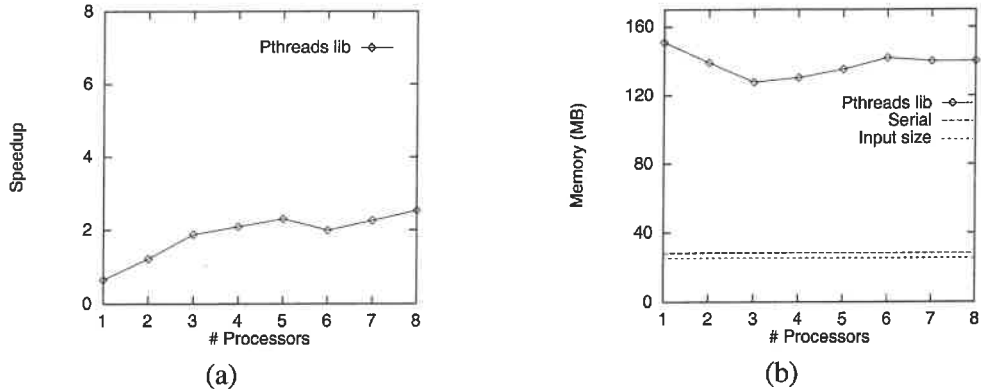 8
6
4
2
0
Speedup
Pthreads lib
1 2 3 4 5 6 7 8
# Processors
(a)
160
120
80
40
0
Memory (MB)
Pthreads lib
Serial
Input size
1 2 3 4 5 6 7 8
# Processors
(b)